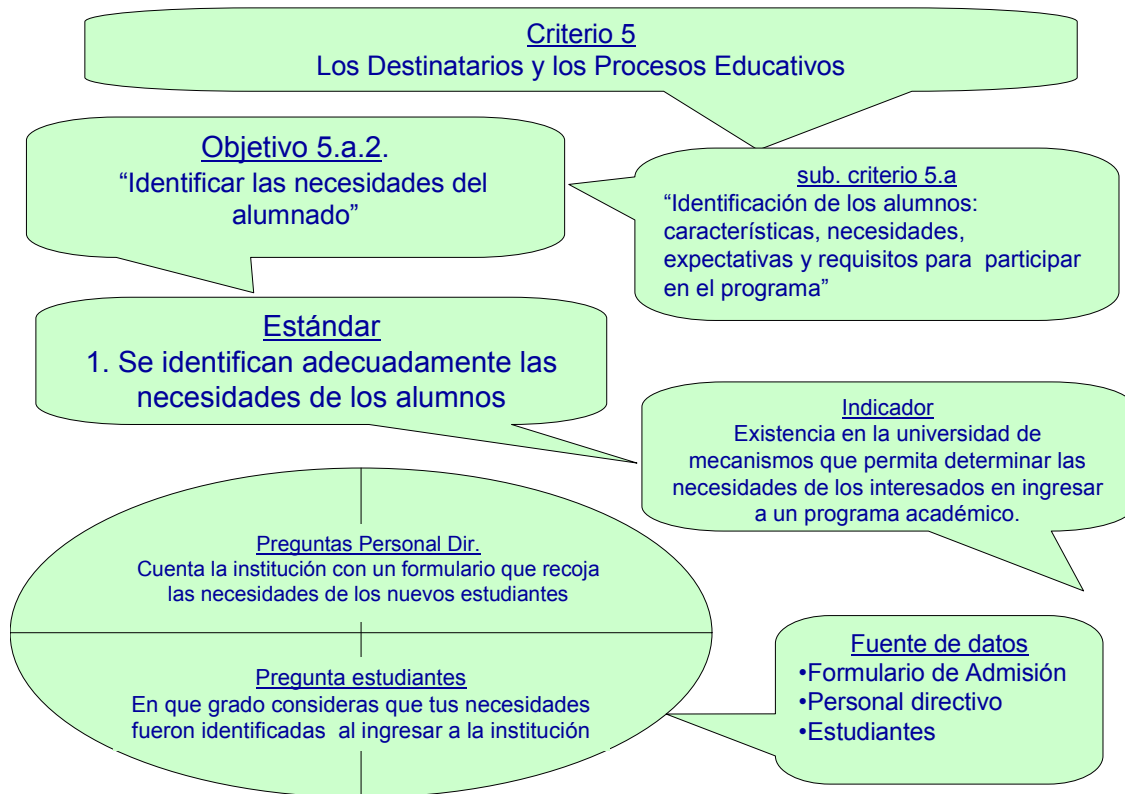 Criterio 5
Los Destinatarios y los Procesos Educativos
sub. criterio 5.a
“Identificación de los alumnos:
características, necesidades,
expectativas y requisitos para participar
en el programa”
Objetivo 5.a.2.
“Identificar las necesidades del
alumnado”
Estándar
1. Se identifican adecuadamente las
necesidades de los alumnos
Indicador
Existencia en la universidad de
mecanismos que permita determinar las
necesidades de los interesados en ingresar
a un programa académico.
Fuente de datos
•Formulario de Admisión
•Personal directivo
•Estudiantes
Preguntas Personal Dir.
Cuenta la institución con un formulario que recoja
las necesidades de los nuevos estudiantes
Pregunta estudiantes
En que grado consideras que tus necesidades
fueron identificadas al ingresar a la institución